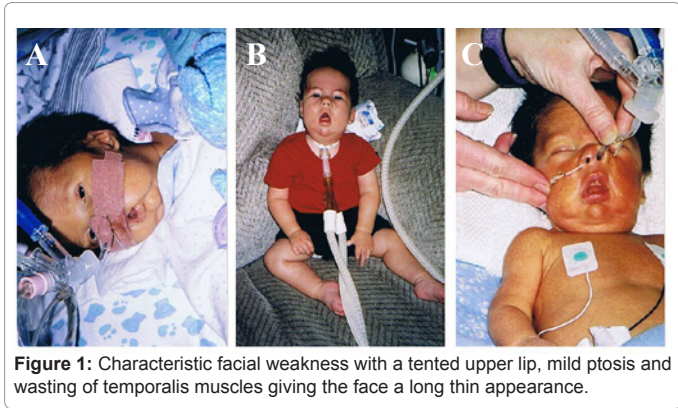 A B C
Figure 1: Characteristic facial weakness with a tented upper lip, mild ptosis and
wasting of temporalis muscles giving the face a long thin appearance.